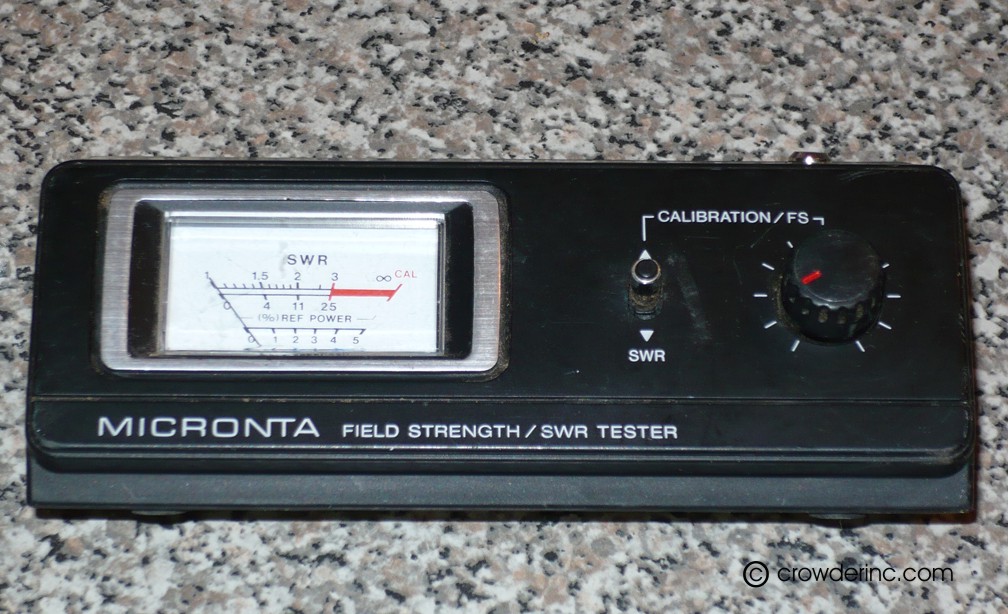 CALIBRATION/FS
SWR
1 1.5 2 3 ∞ CAL
0 4 11 25
(%) REF POWER
0 1 2 3 4 5
SWR
MICRONTA FIELD STRENGTH/SWR TESTER
© crowderinc.com